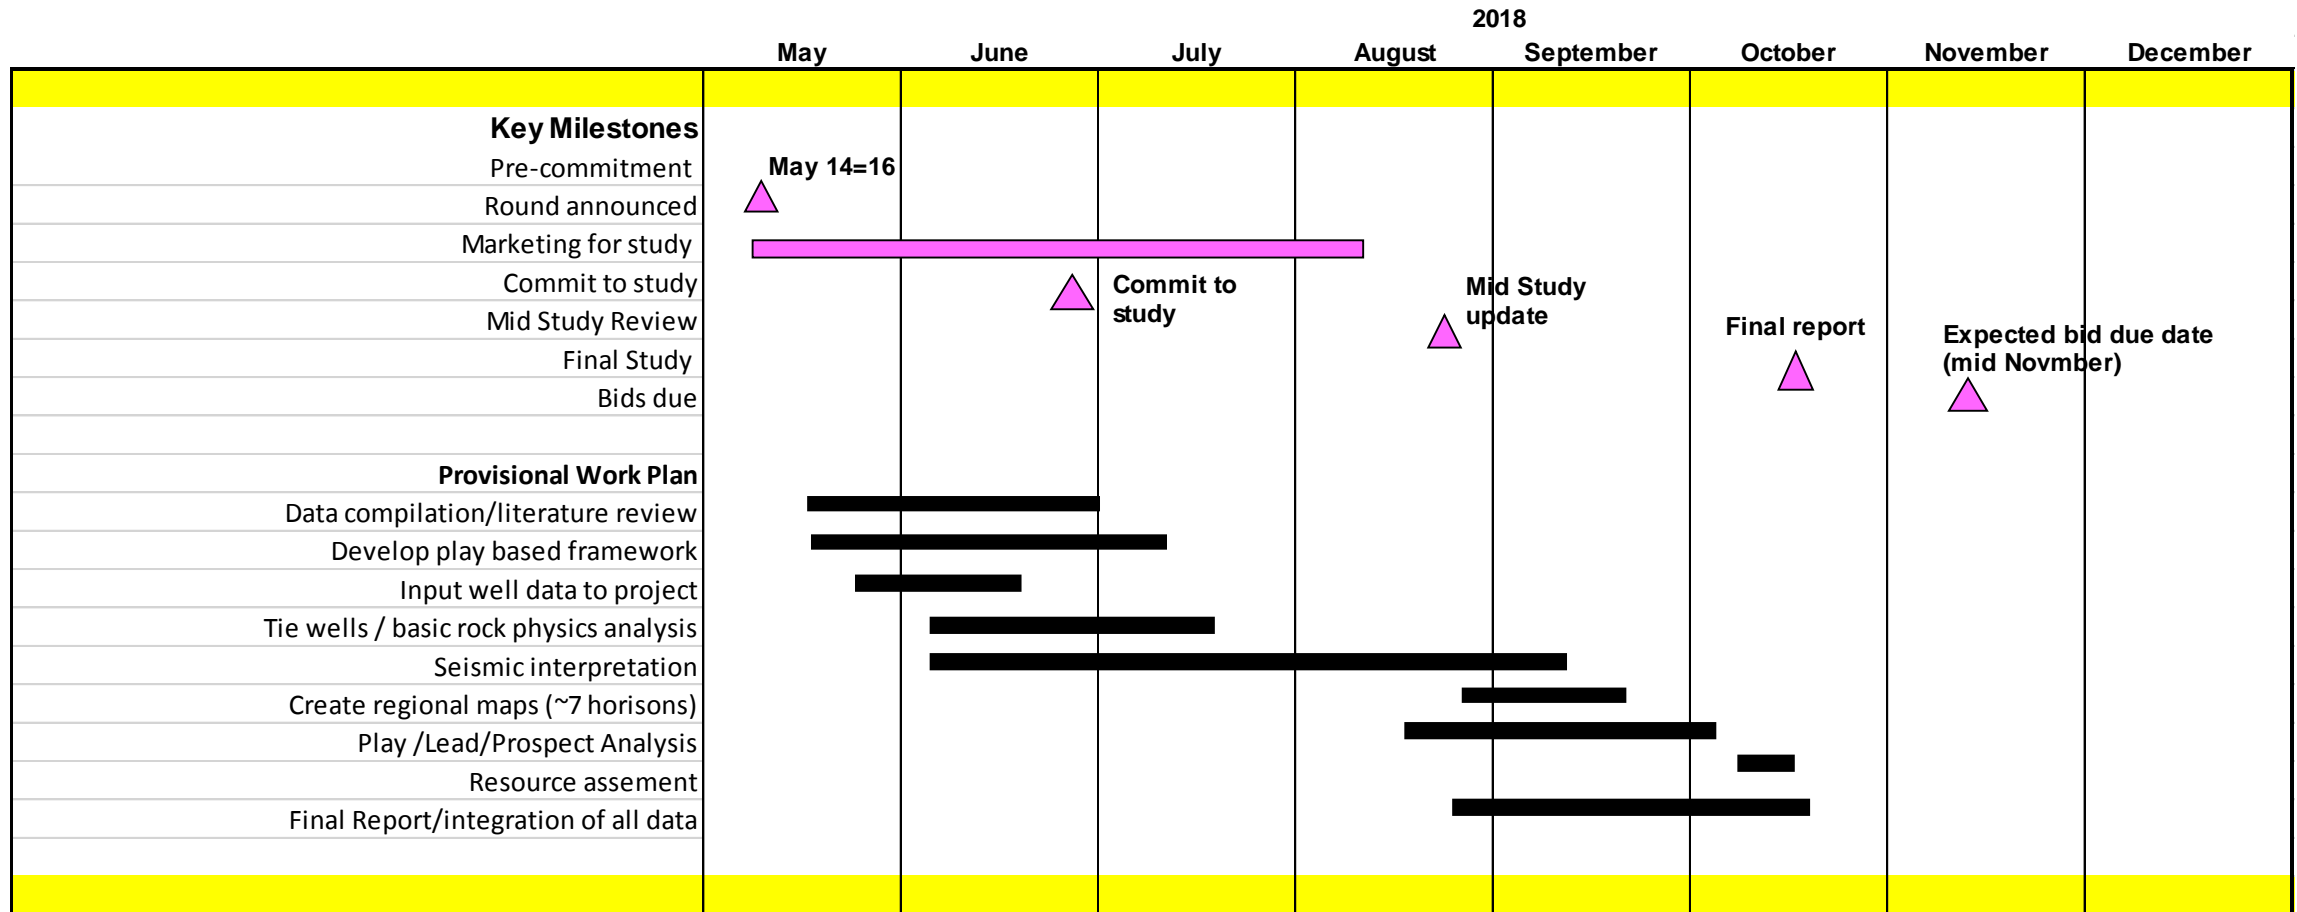 2018
May June July August September October November December
Key Milestones
Pre-commitment
May 14=16
Round announced
Marketing for study
Commit to study
Commit to
study
Mid Study Review
Mid Study
update
Final Study
Final report
Bids due
Expected bid due date
(mid Novmber)
Provisional Work Plan
Data compilation/literature review
Develop play based framework
Input well data to project
Tie wells / basic rock physics analysis
Seismic interpretation
Create regional maps (~7 horisons)
Play /Lead/Prospect Analysis
Resource assement
Final Report/integration of all data